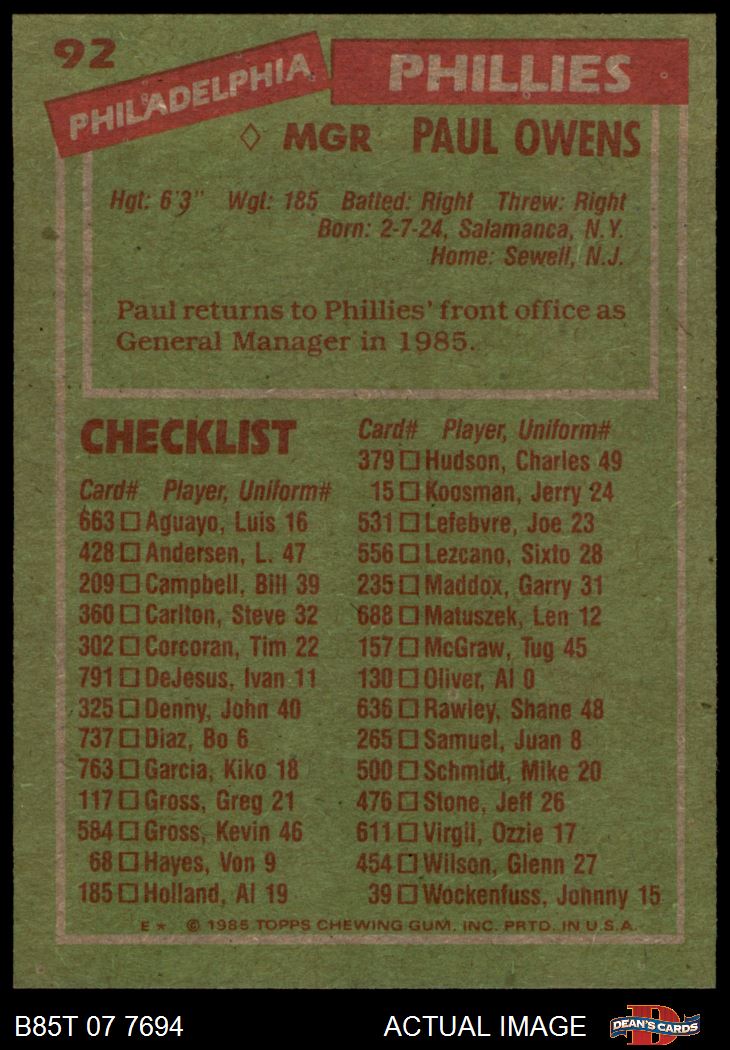 92
PHILADELPHIA PHILLIES
◇ MGR PAUL OWENS
Hgt: 6'3" Wgt: 185 Batted: Right Threw: Right
Born: 2-7-24, Salamanca, N.Y.
Home: Sewell, N.J.
Paul returns to Phillies' front office as
General Manager in 1985.
CHECKLIST
Card# Player, Uniform#
663 □ Aguayo, Luis 16
428 □ Andersen, L. 47
209 □ Campbell, Bill 39
360 □ Carlton, Steve 32
302 □ Corcoran, Tim 22
791 □ DeJesus, Ivan 11
325 □ Denny, John 40
737 □ Diaz, Bo 6
763 □ Garcia, Kiko 18
117 □ Gross, Greg 21
584 □ Gross, Kevin 46
68 □ Hayes, Von 9
185 □ Holland, Al 19
Card# Player, Uniform#
379 □ Hudson, Charles 49
15 □ Koosman, Jerry 24
531 □ Lefebvre, Joe 23
556 □ Lezcano, Sixto 28
235 □ Maddox, Garry 31
688 □ Matuszek, Len 12
157 □ McGraw, Tug 45
130 □ Oliver, Al 0
636 □ Rawley, Shane 48
265 □ Samuel, Juan 8
500 □ Schmidt, Mike 20
476 □ Stone, Jeff 26
611 □ Virgil, Ozzie 17
454 □ Wilson, Glenn 27
39 □ Wockenfuss, Johnny 15
E * © 1985 TOPPS CHEWING GUM, INC. PRTD. IN U.S.A.
B85T 07 7694 ACTUAL IMAGE DEAN'S CARDS